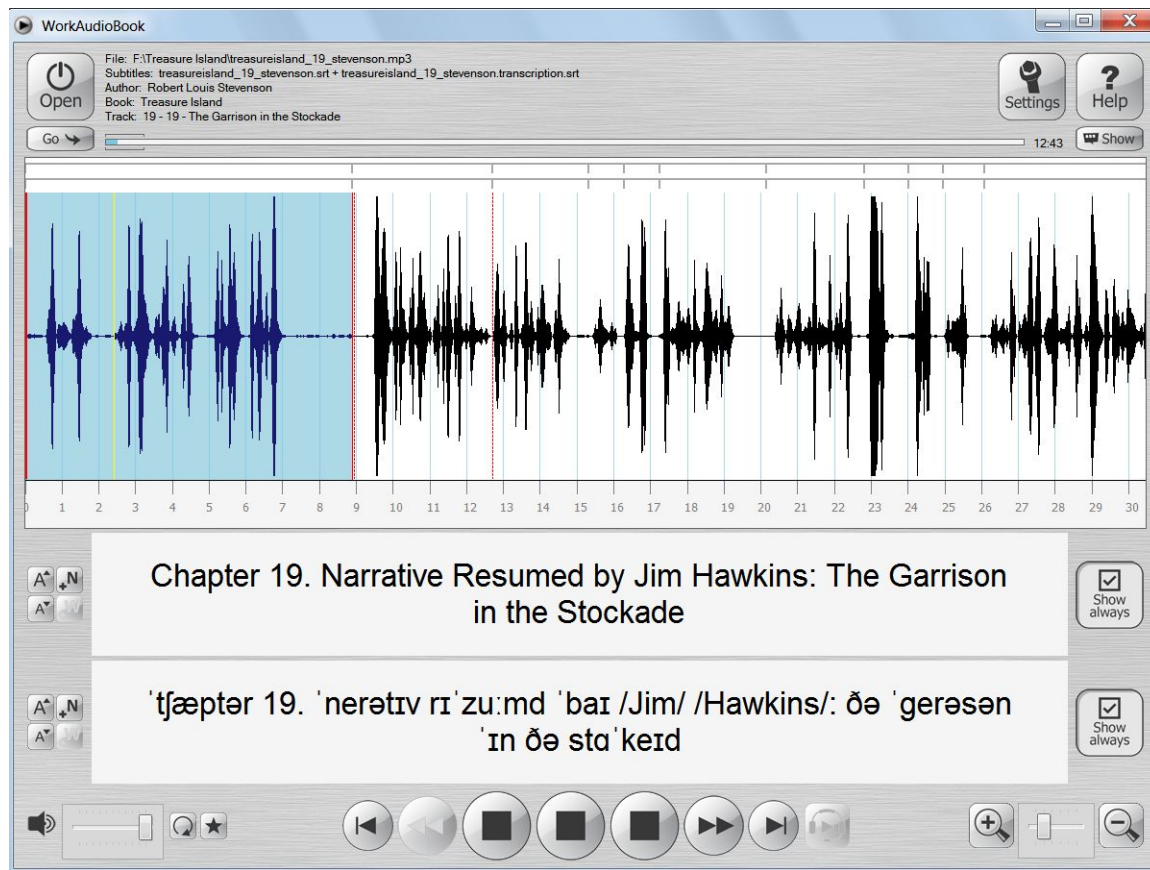 WorkAudioBook
Open
File: F:\Treasure Island\treasureisland_19_stevenson.mp3
Subtitles: treasureisland_19_stevenson.srt + treasureisland_19_stevenson.transcription.srt
Author: Robert Louis Stevenson
Book: Treasure Island
Track: 19 - 19 - The Garrison in the Stockade
Settings
? Help
Go
12:43
Show
0 1 2 3 4 5 6 7 8 9 10 11 12 13 14 15 16 17 18 19 20 21 22 23 24 25 26 27 28 29 30
A +N
A W
Chapter 19. Narrative Resumed by Jim Hawkins: The Garrison
in the Stockade
Show
always
A +N
A W
ˈtʃæptər 19. ˈnerətɪv rɪˈzuːmd ˈbaɪ /Jim/ /Hawkins/: ðə ˈgerəsən
ˈɪn ðə stɑˈkeɪd
Show
always